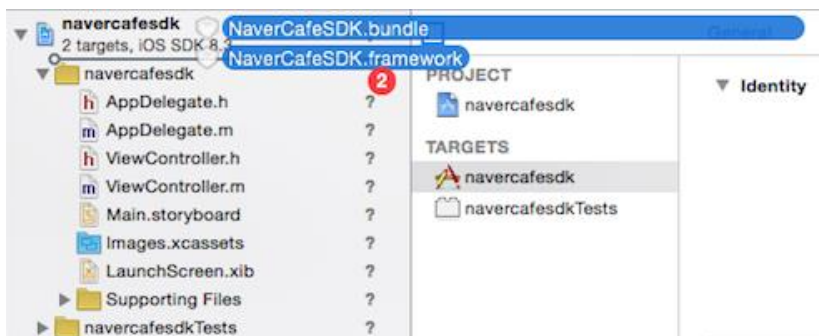 navercafesdk
2 targets, iOS SDK 8.3
NaverCafeSDK.bundle
NaverCafeSDK.framework
2
navercafesdk
h AppDelegate.h ?
m AppDelegate.m ?
h ViewController.h ?
m ViewController.m ?
Main.storyboard ?
Images.xcassets ?
LaunchScreen.xib ?
Supporting Files ?
navercafesdkTests ?
General
PROJECT
navercafesdk
TARGETS
navercafesdk
navercafesdkTests
Identity